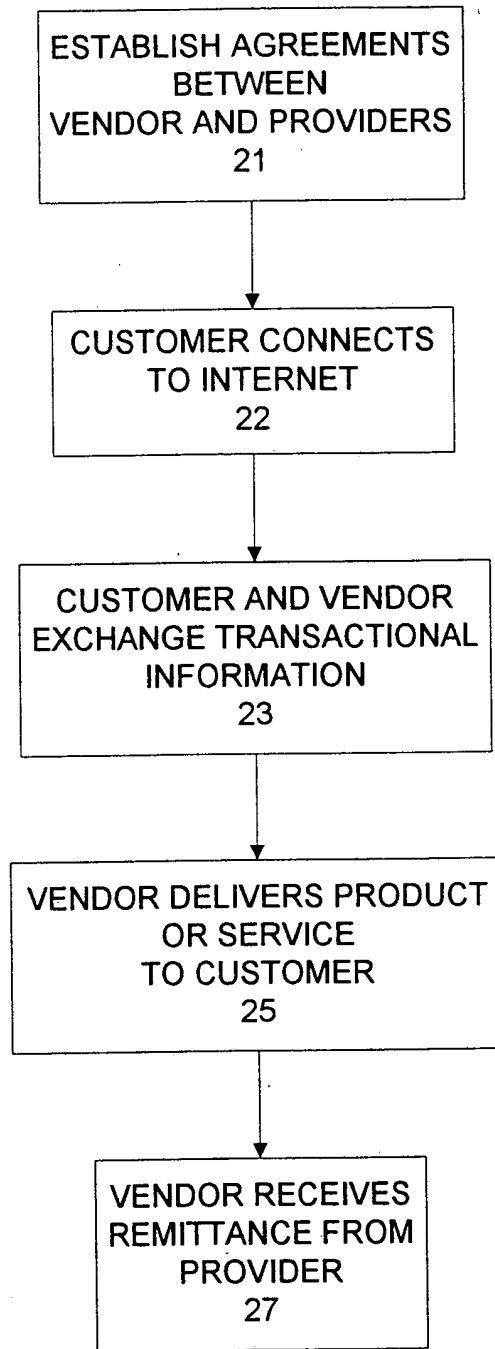 ESTABLISH AGREEMENTS
BETWEEN
VENDOR AND PROVIDERS
21
CUSTOMER CONNECTS
TO INTERNET
22
CUSTOMER AND VENDOR
EXCHANGE TRANSACTIONAL
INFORMATION
23
VENDOR DELIVERS PRODUCT
OR SERVICE
TO CUSTOMER
25
VENDOR RECEIVES
REMITTANCE FROM
PROVIDER
27